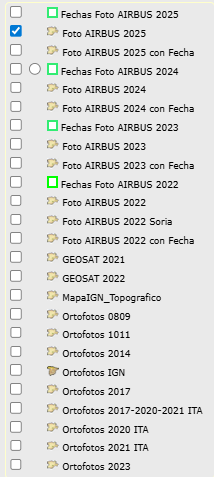 Fechas Foto AIRBUS 2025
Foto AIRBUS 2025
Foto AIRBUS 2025 con Fecha
Fechas Foto AIRBUS 2024
Foto AIRBUS 2024
Foto AIRBUS 2024 con Fecha
Fechas Foto AIRBUS 2023
Foto AIRBUS 2023
Foto AIRBUS 2023 con Fecha
Fechas Foto AIRBUS 2022
Foto AIRBUS 2022
Foto AIRBUS 2022 Soria
Foto AIRBUS 2022 con Fecha
GEOSAT 2021
GEOSAT 2022
MapaIGN_Topografico
Ortofotos 0809
Ortofotos 1011
Ortofotos 2014
Ortofotos IGN
Ortofotos 2017
Ortofotos 2017-2020-2021 ITA
Ortofotos 2020 ITA
Ortofotos 2021 ITA
Ortofotos 2023